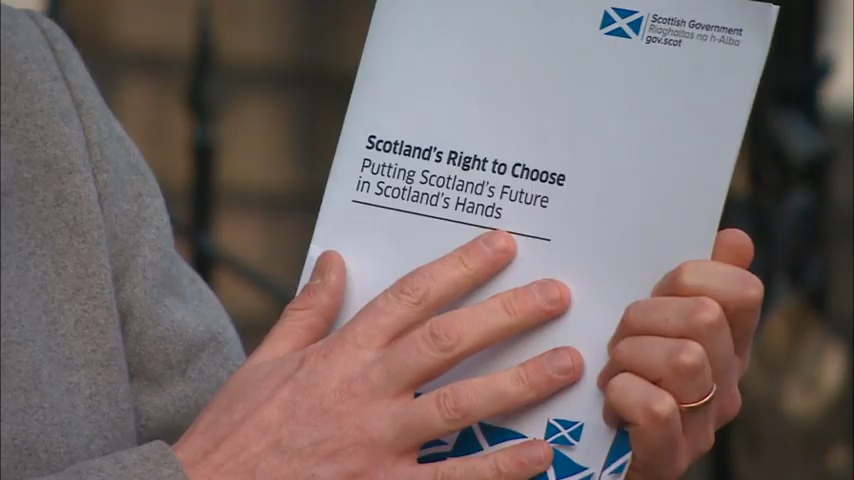 Scottish Government
Riaghaltas na h-Alba
gov.scot
Scotland's Right to Choose
Putting Scotland's Future
in Scotland's Hands